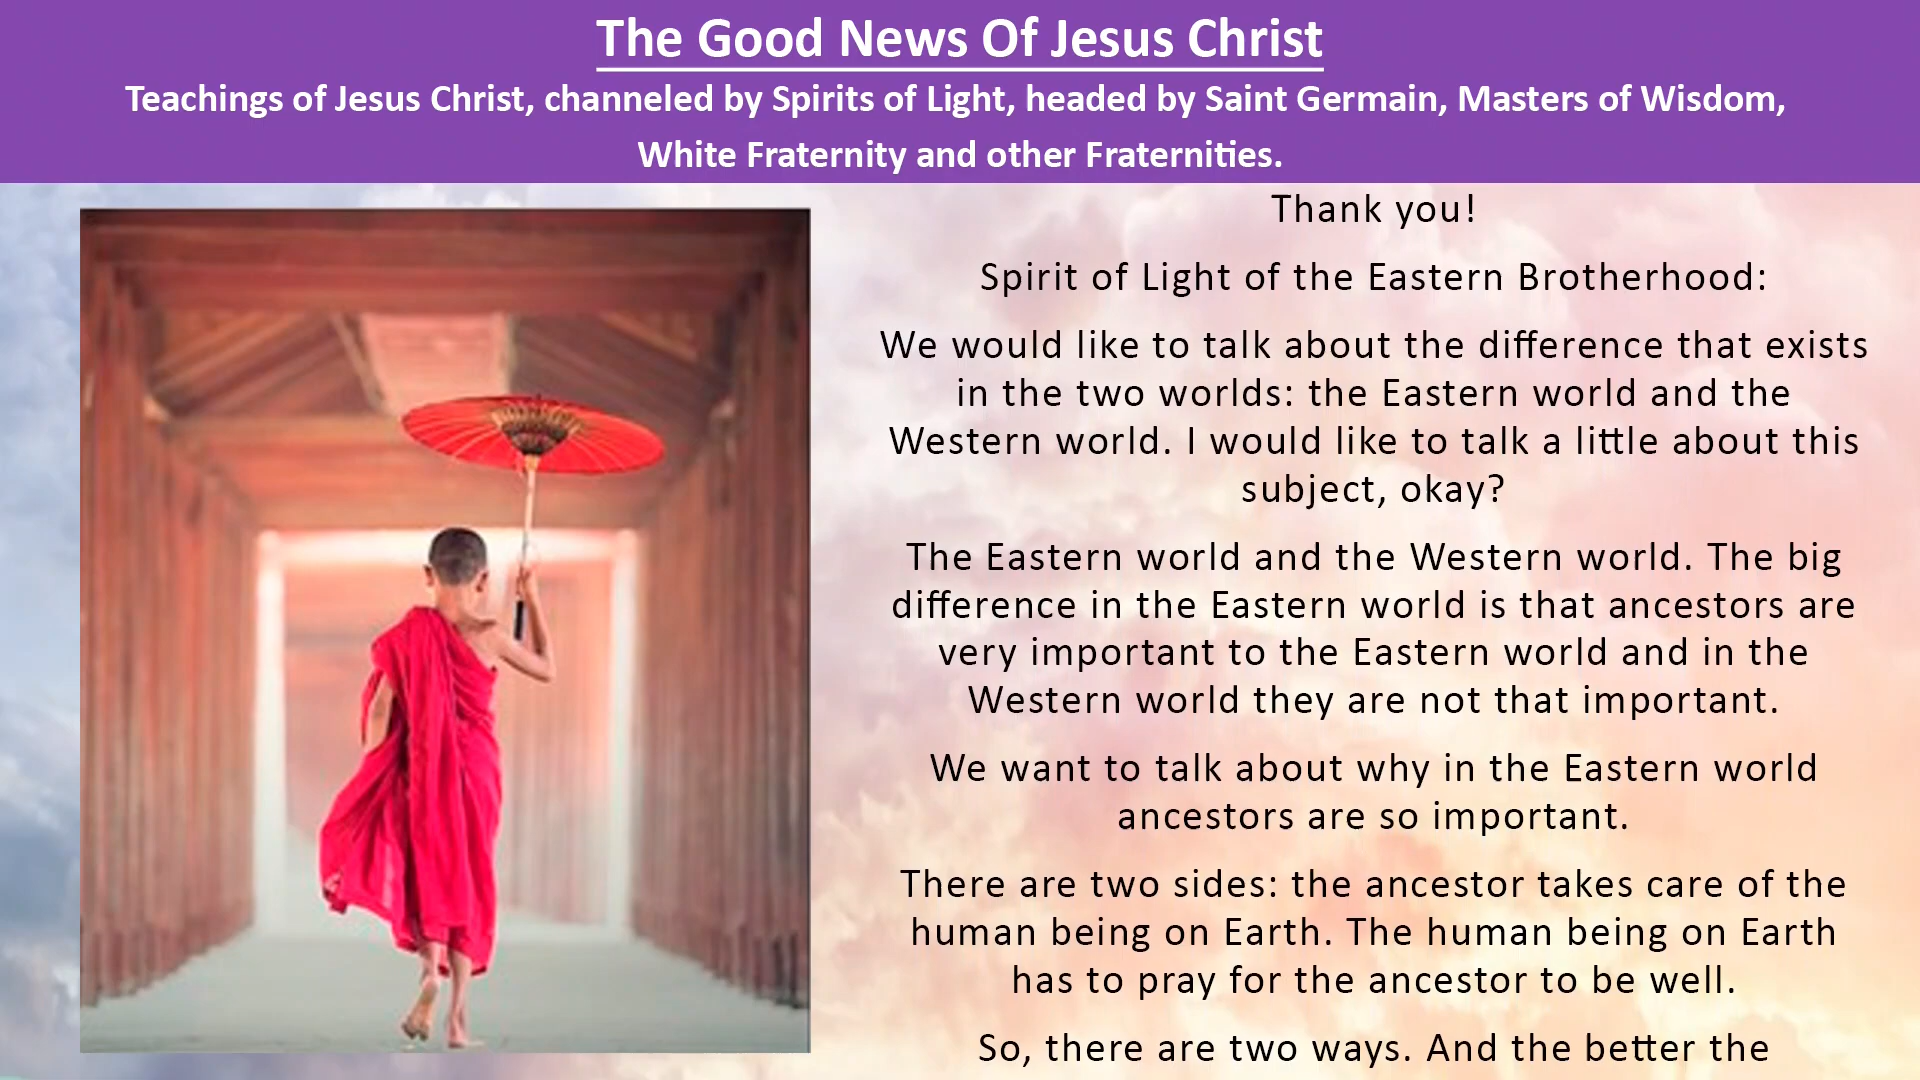 The Good News Of Jesus Christ
Teachings of Jesus Christ, channeled by Spirits of Light, headed by Saint Germain, Masters of Wisdom,
White Fraternity and other Fraternities.
Thank you!
Spirit of Light of the Eastern Brotherhood:
We would like to talk about the difference that exists
in the two worlds: the Eastern world and the
Western world. I would like to talk a little about this
subject, okay?
The Eastern world and the Western world. The big
difference in the Eastern world is that ancestors are
very important to the Eastern world and in the
Western world they are not that important.
We want to talk about why in the Eastern world
ancestors are so important.
There are two sides: the ancestor takes care of the
human being on Earth. The human being on Earth
has to pray for the ancestor to be well.
So, there are two ways. And the better the